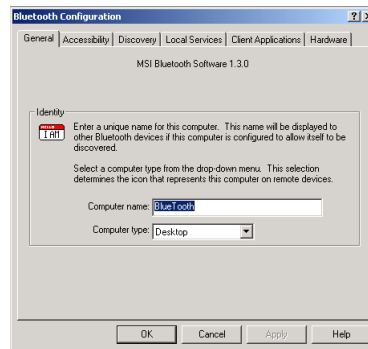 Bluetooth Configuration
General Accessibility Discovery Local Services Client Applications Hardware
MSI Bluetooth Software 1.3.0
Identity
HELLO
I AM
Enter a unique name for this computer. This name will be displayed to
other Bluetooth devices if this computer is configured to allow itself to be
discovered.
Select a computer type from the drop-down menu. This selection
determines the icon that represents this computer on remote devices.
Computer name: BlueTooth
Computer type: Desktop
OK Cancel Apply Help